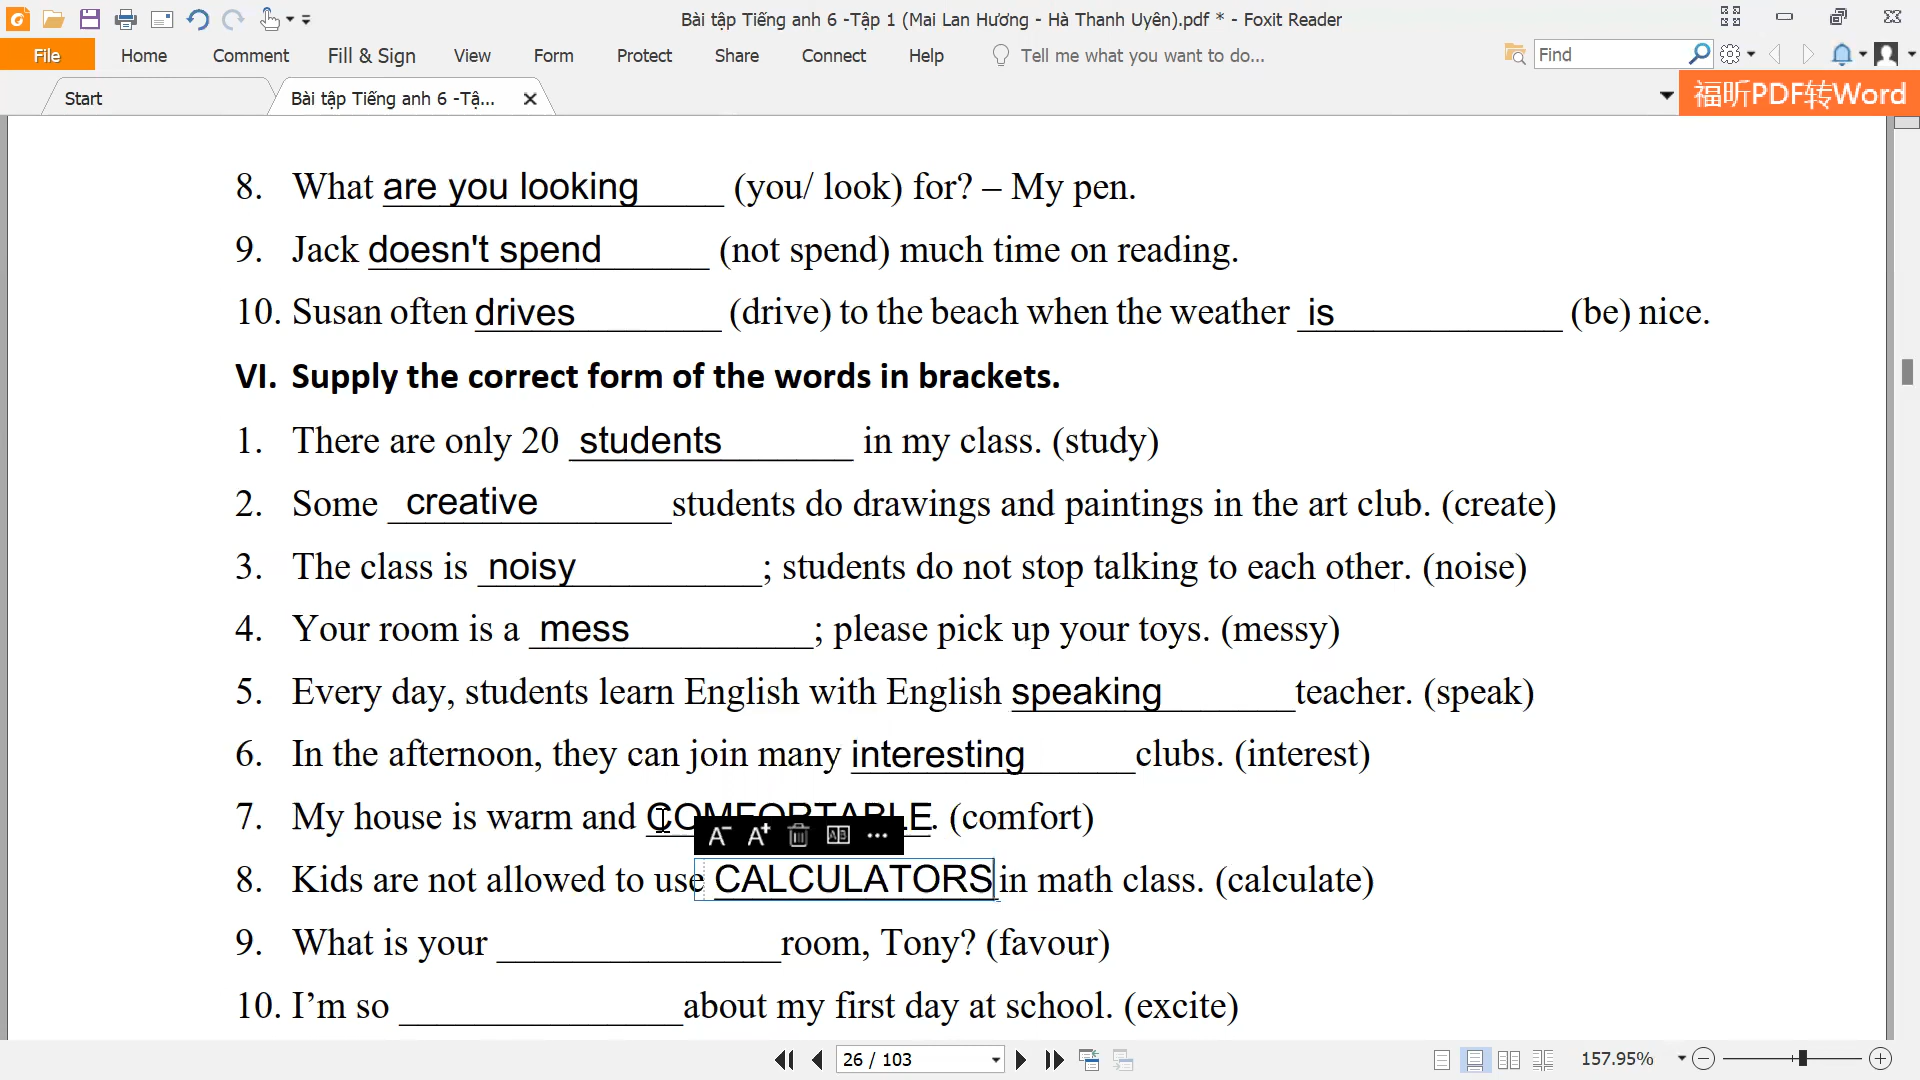 Bài tập Tiếng anh 6 -Tập 1 (Mai Lan Hương - Hà Thanh Uyên).pdf * - Foxit Reader
File Home Comment Fill & Sign View Form Protect Share Connect Help Tell me what you want to do... Find
Start Bài tập Tiếng anh 6 -Tậ... 福昕PDF转Word
8. What are you looking (you/ look) for? – My pen.
9. Jack doesn't spend (not spend) much time on reading.
10. Susan often drives (drive) to the beach when the weather is (be) nice.
VI. Supply the correct form of the words in brackets.
1. There are only 20 students in my class. (study)
2. Some creative students do drawings and paintings in the art club. (create)
3. The class is noisy; students do not stop talking to each other. (noise)
4. Your room is a mess; please pick up your toys. (messy)
5. Every day, students learn English with English speaking teacher. (speak)
6. In the afternoon, they can join many interesting clubs. (interest)
7. My house is warm and COMFORTABLE. (comfort)
8. Kids are not allowed to use CALCULATORS in math class. (calculate)
9. What is your _______________room, Tony? (favour)
10. I’m so _______________about my first day at school. (excite)
26 / 103 157.95%